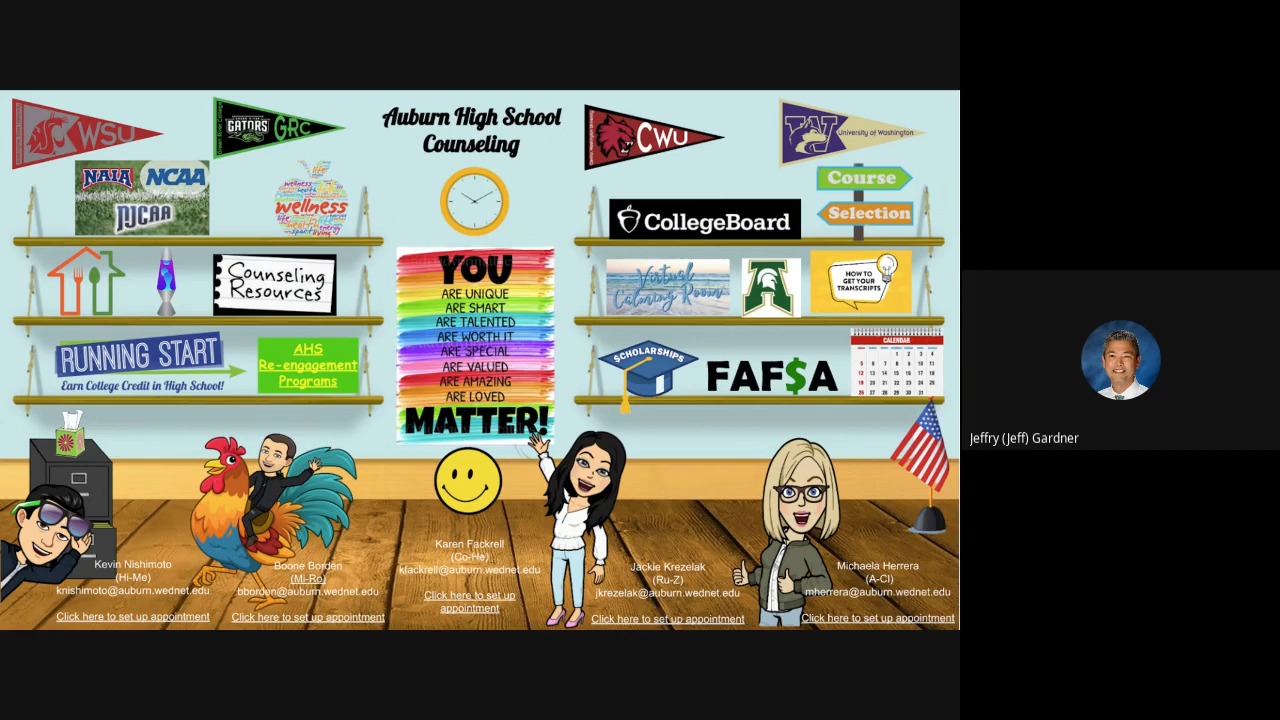 Auburn High School
Counseling
WSU
GATORS GRC
CWU
W University of Washington
NAIA NCAA
NJCAA
wellness
CollegeBoard
Course
Selection
Counseling
Resources
YOU
ARE UNIQUE
ARE SMART
ARE TALENTED
ARE WORTH IT
ARE SPECIAL
ARE VALUED
ARE AMAZING
ARE LOVED
MATTER!
Virtual
Calming Room
A
HOW TO
GET YOUR
TRANSCRIPTS
RUNNING START
Earn College Credit in High School!
AHS
Re-engagement
Programs
SCHOLARSHIPS
FAF$A
CALENDAR
Kevin Nishimoto
(Hi-Me)
knishimoto@auburn.wednet.edu
Click here to set up appointment
Boone Borden
(Mi-Ro)
bborden@auburn.wednet.edu
Click here to set up appointment
Karen Fackrell
(Co-He)
kfackrell@auburn.wednet.edu
Click here to set up
appointment
Jackie Krezelak
(Ru-Z)
jkrezelak@auburn.wednet.edu
Click here to set up appointment
Michaela Herrera
(A-Cl)
mherrera@auburn.wednet.edu
Click here to set up appointment
Jeffry (Jeff) Gardner